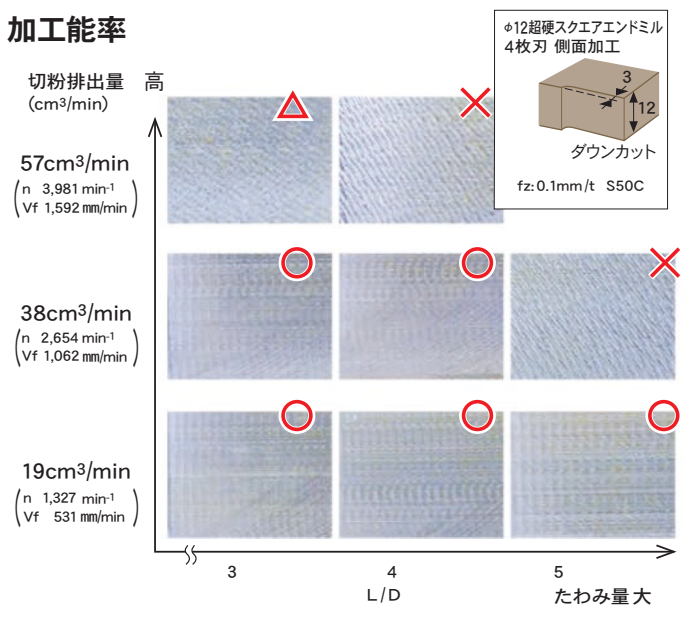 加工能率
切粉排出量 高
（cm³/min）
φ12超硬スクエアエンドミル
4枚刃 側面加工
3
12
ダウンカット
fz:0.1mm/t S50C
57cm³/min
n 3,981 min⁻¹
Vf 1,592 ㎜/min
38cm³/min
n 2,654 min⁻¹
Vf 1,062 ㎜/min
19cm³/min
n 1,327 min⁻¹
Vf 531 ㎜/min
3 4 5
L/D たわみ量 大